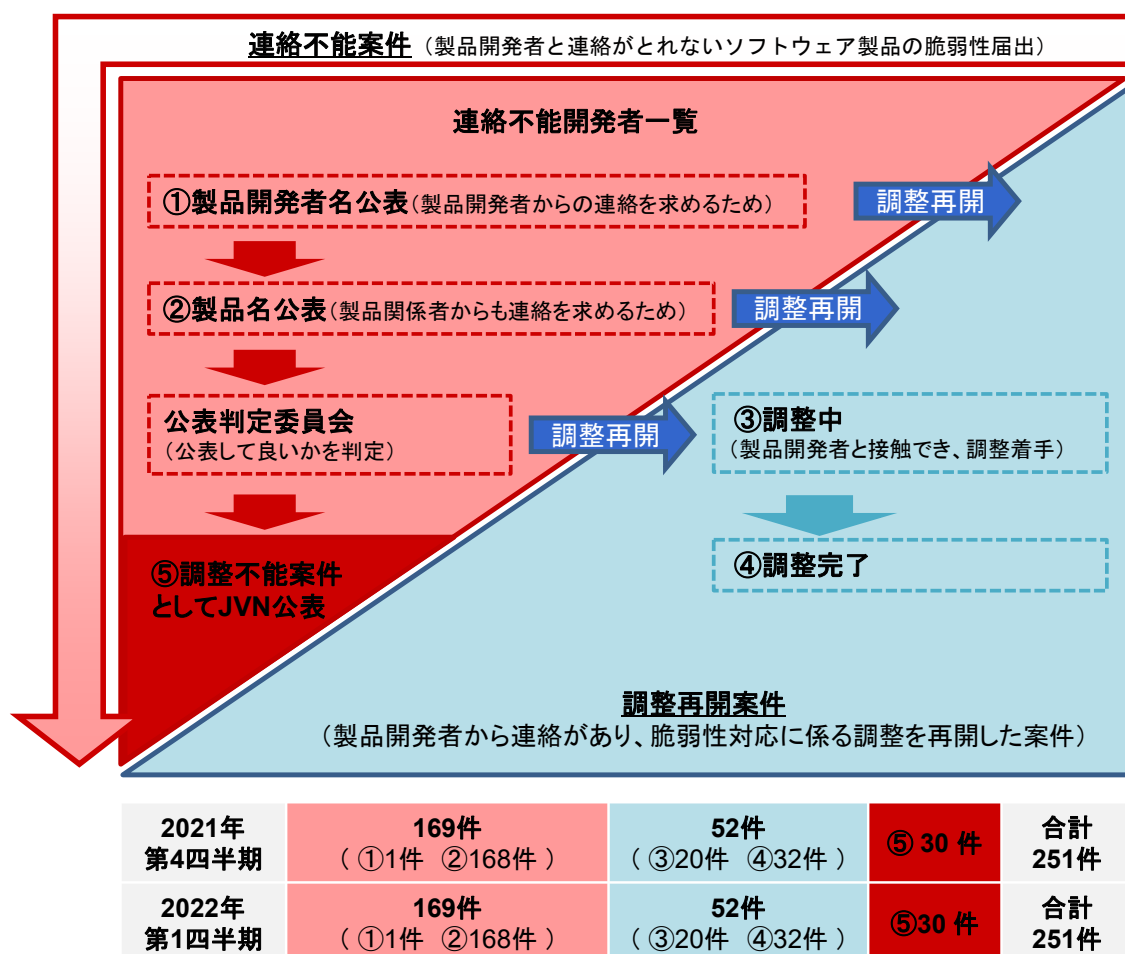 連絡不能案件（製品開発者と連絡がとれないソフトウェア製品の脆弱性届出）
連絡不能開発者一覧
①製品開発者名公表（製品開発者からの連絡を求めるため）
調整再開
②製品名公表（製品関係者からも連絡を求めるため）
調整再開
公表判定委員会
（公表して良いかを判定）
調整再開
③調整中
（製品開発者と接触でき、調整着手）
④調整完了
⑤調整不能案件
としてJVN公表
調整再開案件
（製品開発者から連絡があり、脆弱性対応に係る調整を再開した案件）
2021年
第4四半期
169件
（ ①1件 ②168件 ）
52件
（ ③20件 ④32件 ）
⑤ 30 件
合計
251件
2022年
第1四半期
169件
（ ①1件 ②168件 ）
52件
（ ③20件 ④32件 ）
⑤30 件
合計
251件